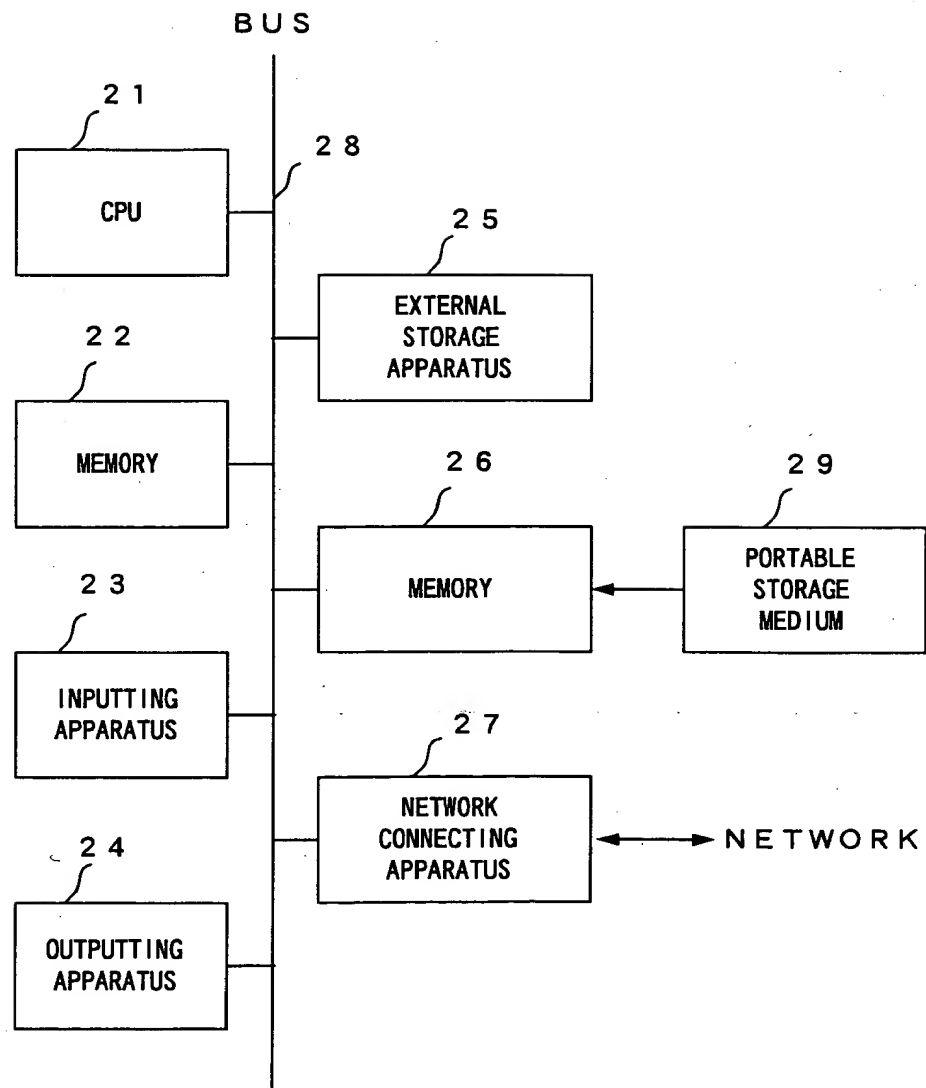 BUS
21
CPU
28
25
EXTERNAL
STORAGE
APPARATUS
22
MEMORY
26
MEMORY
29
PORTABLE
STORAGE
MEDIUM
23
INPUTTING
APPARATUS
27
NETWORK
CONNECTING
APPARATUS
NETWORK
24
OUTPUTTING
APPARATUS